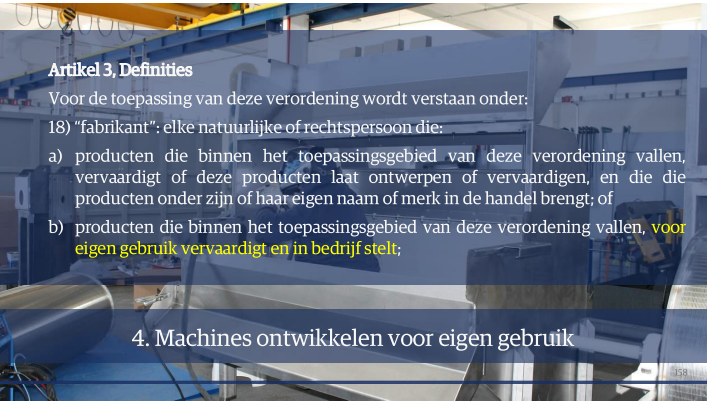 Artikel 3, Definities
Voor de toepassing van deze verordening wordt verstaan onder:
18) “fabrikant”: elke natuurlijke of rechtspersoon die:
a) producten die binnen het toepassingsgebied van deze verordening vallen,
vervaardigt of deze producten laat ontwerpen of vervaardigen, en die die
producten onder zijn of haar eigen naam of merk in de handel brengt; of
b) producten die binnen het toepassingsgebied van deze verordening vallen, voor
eigen gebruik vervaardigt en in bedrijf stelt;
4. Machines ontwikkelen voor eigen gebruik
158